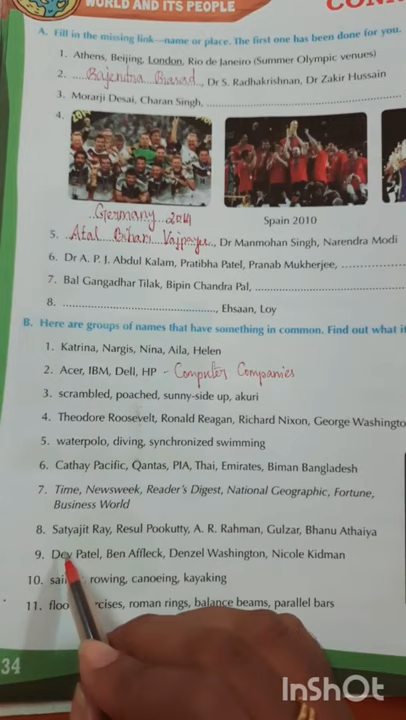 WORLD AND ITS PEOPLE
A. Fill in the missing link—name or place. The first one has been done for you.
1. Athens, Beijing, London, Rio de Janeiro (Summer Olympic venues)
2. Rajendra Prasad, Dr S. Radhakrishnan, Dr Zakir Hussain
3. Morarji Desai, Charan Singh,
4.
Germany 2014
Spain 2010
5. Atal Bihari Vajpayee, Dr Manmohan Singh, Narendra Modi
6. Dr A. P. J. Abdul Kalam, Pratibha Patel, Pranab Mukherjee,
7. Bal Gangadhar Tilak, Bipin Chandra Pal,
8. , Ehsaan, Loy
B. Here are groups of names that have something in common. Find out what it
1. Katrina, Nargis, Nina, Aila, Helen
2. Acer, IBM, Dell, HP - Computer Companies
3. scrambled, poached, sunny-side up, akuri
4. Theodore Roosevelt, Ronald Reagan, Richard Nixon, George Washingto
5. waterpolo, diving, synchronized swimming
6. Cathay Pacific, Qantas, PIA, Thai, Emirates, Biman Bangladesh
7. Time, Newsweek, Reader's Digest, National Geographic, Fortune,
Business World
8. Satyajit Ray, Resul Pookutty, A. R. Rahman, Gulzar, Bhanu Athaiya
9. Dev Patel, Ben Affleck, Denzel Washington, Nicole Kidman
10. rowing, canoeing, kayaking
11. roman rings, balance beams, parallel bars
34
InShOt